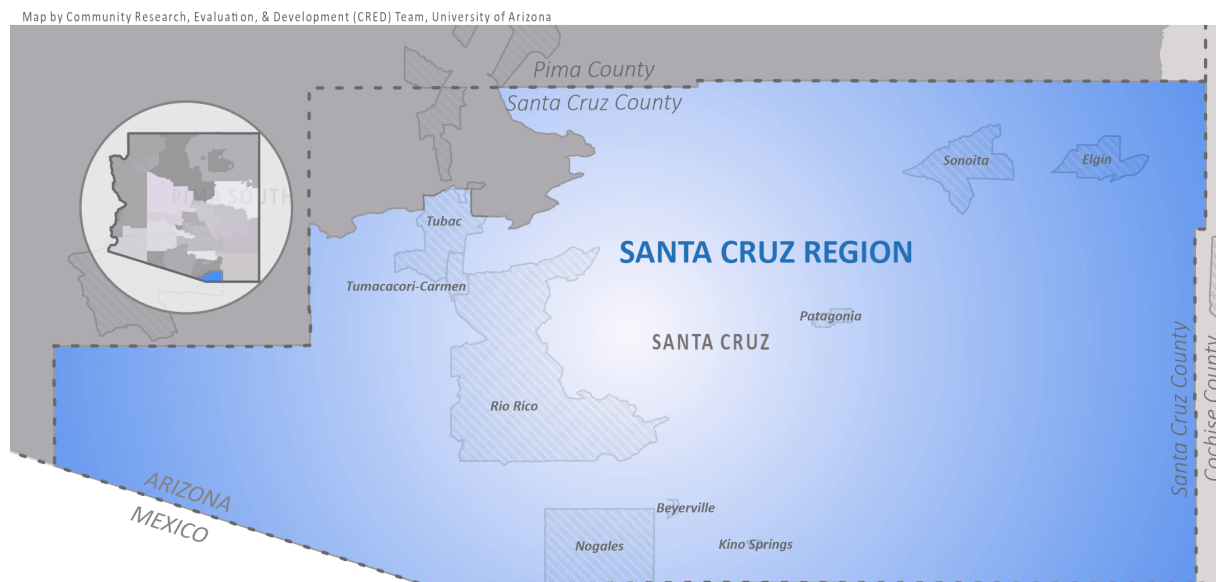 Map by Community Research, Evaluation, & Development (CRED) Team, University of Arizona
Pima County
Santa Cruz County
Sonoita
Elgin
PIMA SOUTH
Tubac
SANTA CRUZ REGION
Tumacacori-Carmen
Patagonia
SANTA CRUZ
Santa Cruz County
Cochise County
Rio Rico
ARIZONA
MEXICO
Beyerville
Nogales
Kino Springs